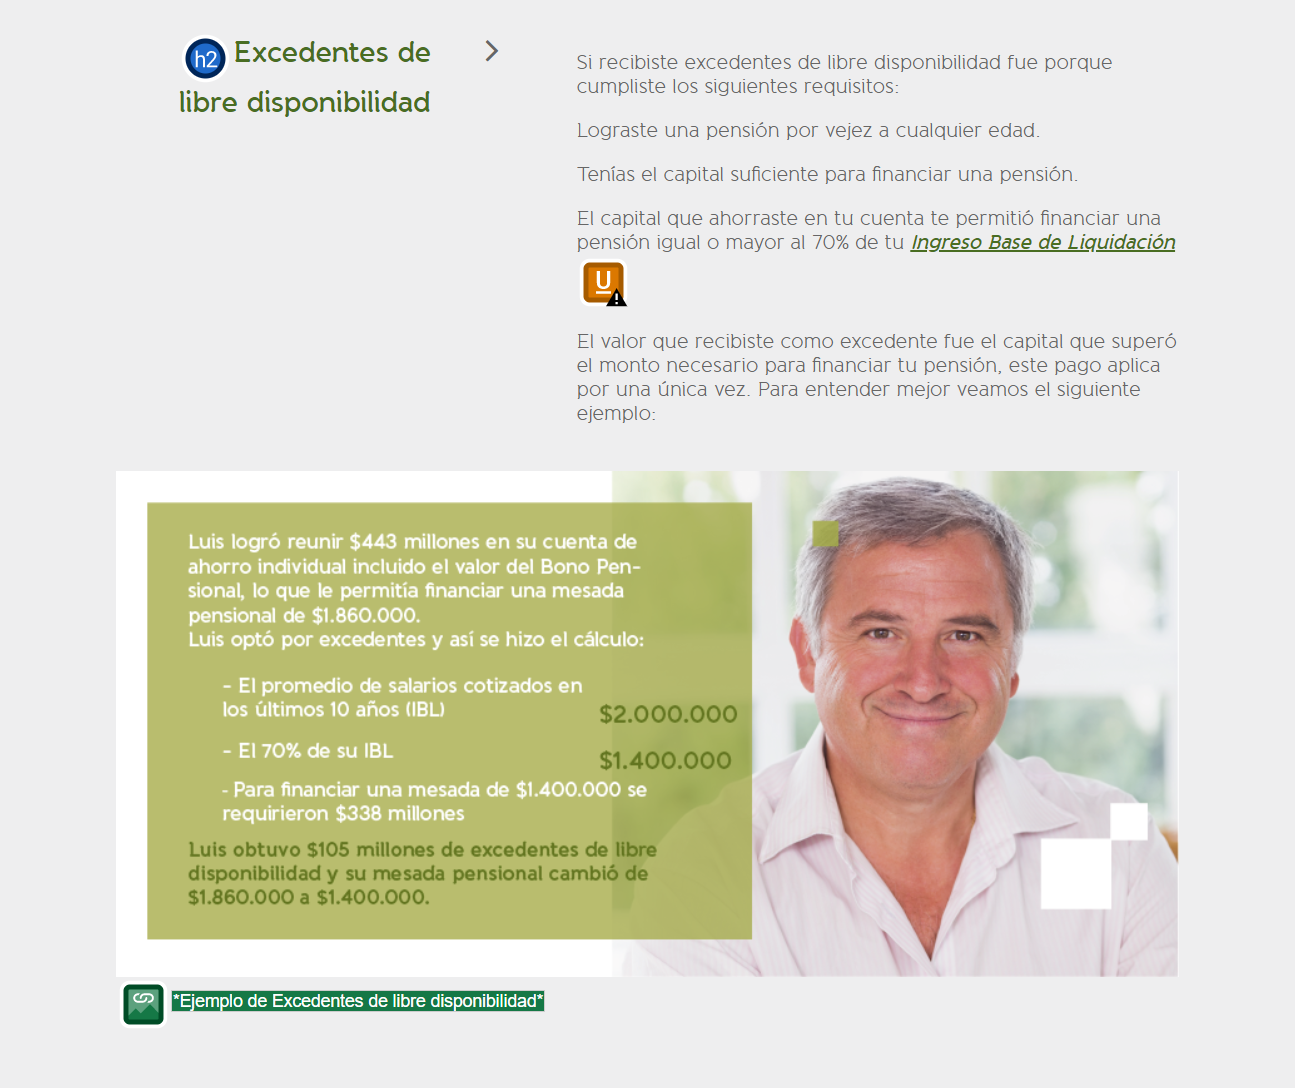 h2 Excedentes de
libre disponibilidad
Si recibiste excedentes de libre disponibilidad fue porque
cumpliste los siguientes requisitos:
Lograste una pensión por vejez a cualquier edad.
Tenías el capital suficiente para financiar una pensión.
El capital que ahorraste en tu cuenta te permitió financiar una
pensión igual o mayor al 70% de tu Ingreso Base de Liquidación
U
El valor que recibiste como excedente fue el capital que superó
el monto necesario para financiar tu pensión, este pago aplica
por una única vez. Para entender mejor veamos el siguiente
ejemplo:
Luis logró reunir $443 millones en su cuenta de
ahorro individual incluido el valor del Bono Pen-
sional, lo que le permitía financiar una mesada
pensional de $1.860.000.
Luis optó por excedentes y así se hizo el cálculo:
- El promedio de salarios cotizados en
los últimos 10 años (IBL)
$2.000.000
- El 70% de su IBL
$1.400.000
- Para financiar una mesada de $1.400.000 se
requirieron $338 millones
Luis obtuvo $105 millones de excedentes de libre
disponibilidad y su mesada pensional cambió de
$1.860.000 a $1.400.000.
*Ejemplo de Excedentes de libre disponibilidad*